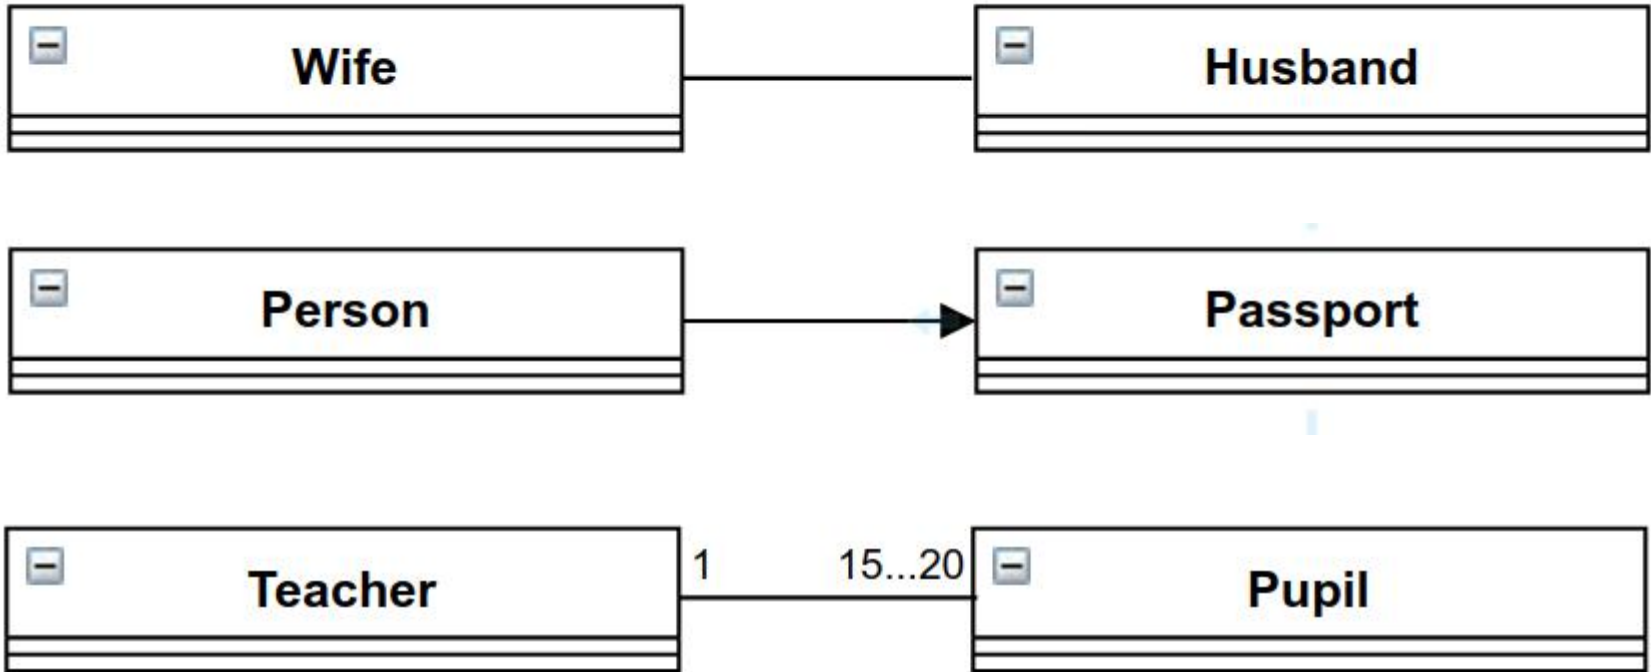 Wife
Husband
Person
Passport
1
15...20
Teacher
Pupil